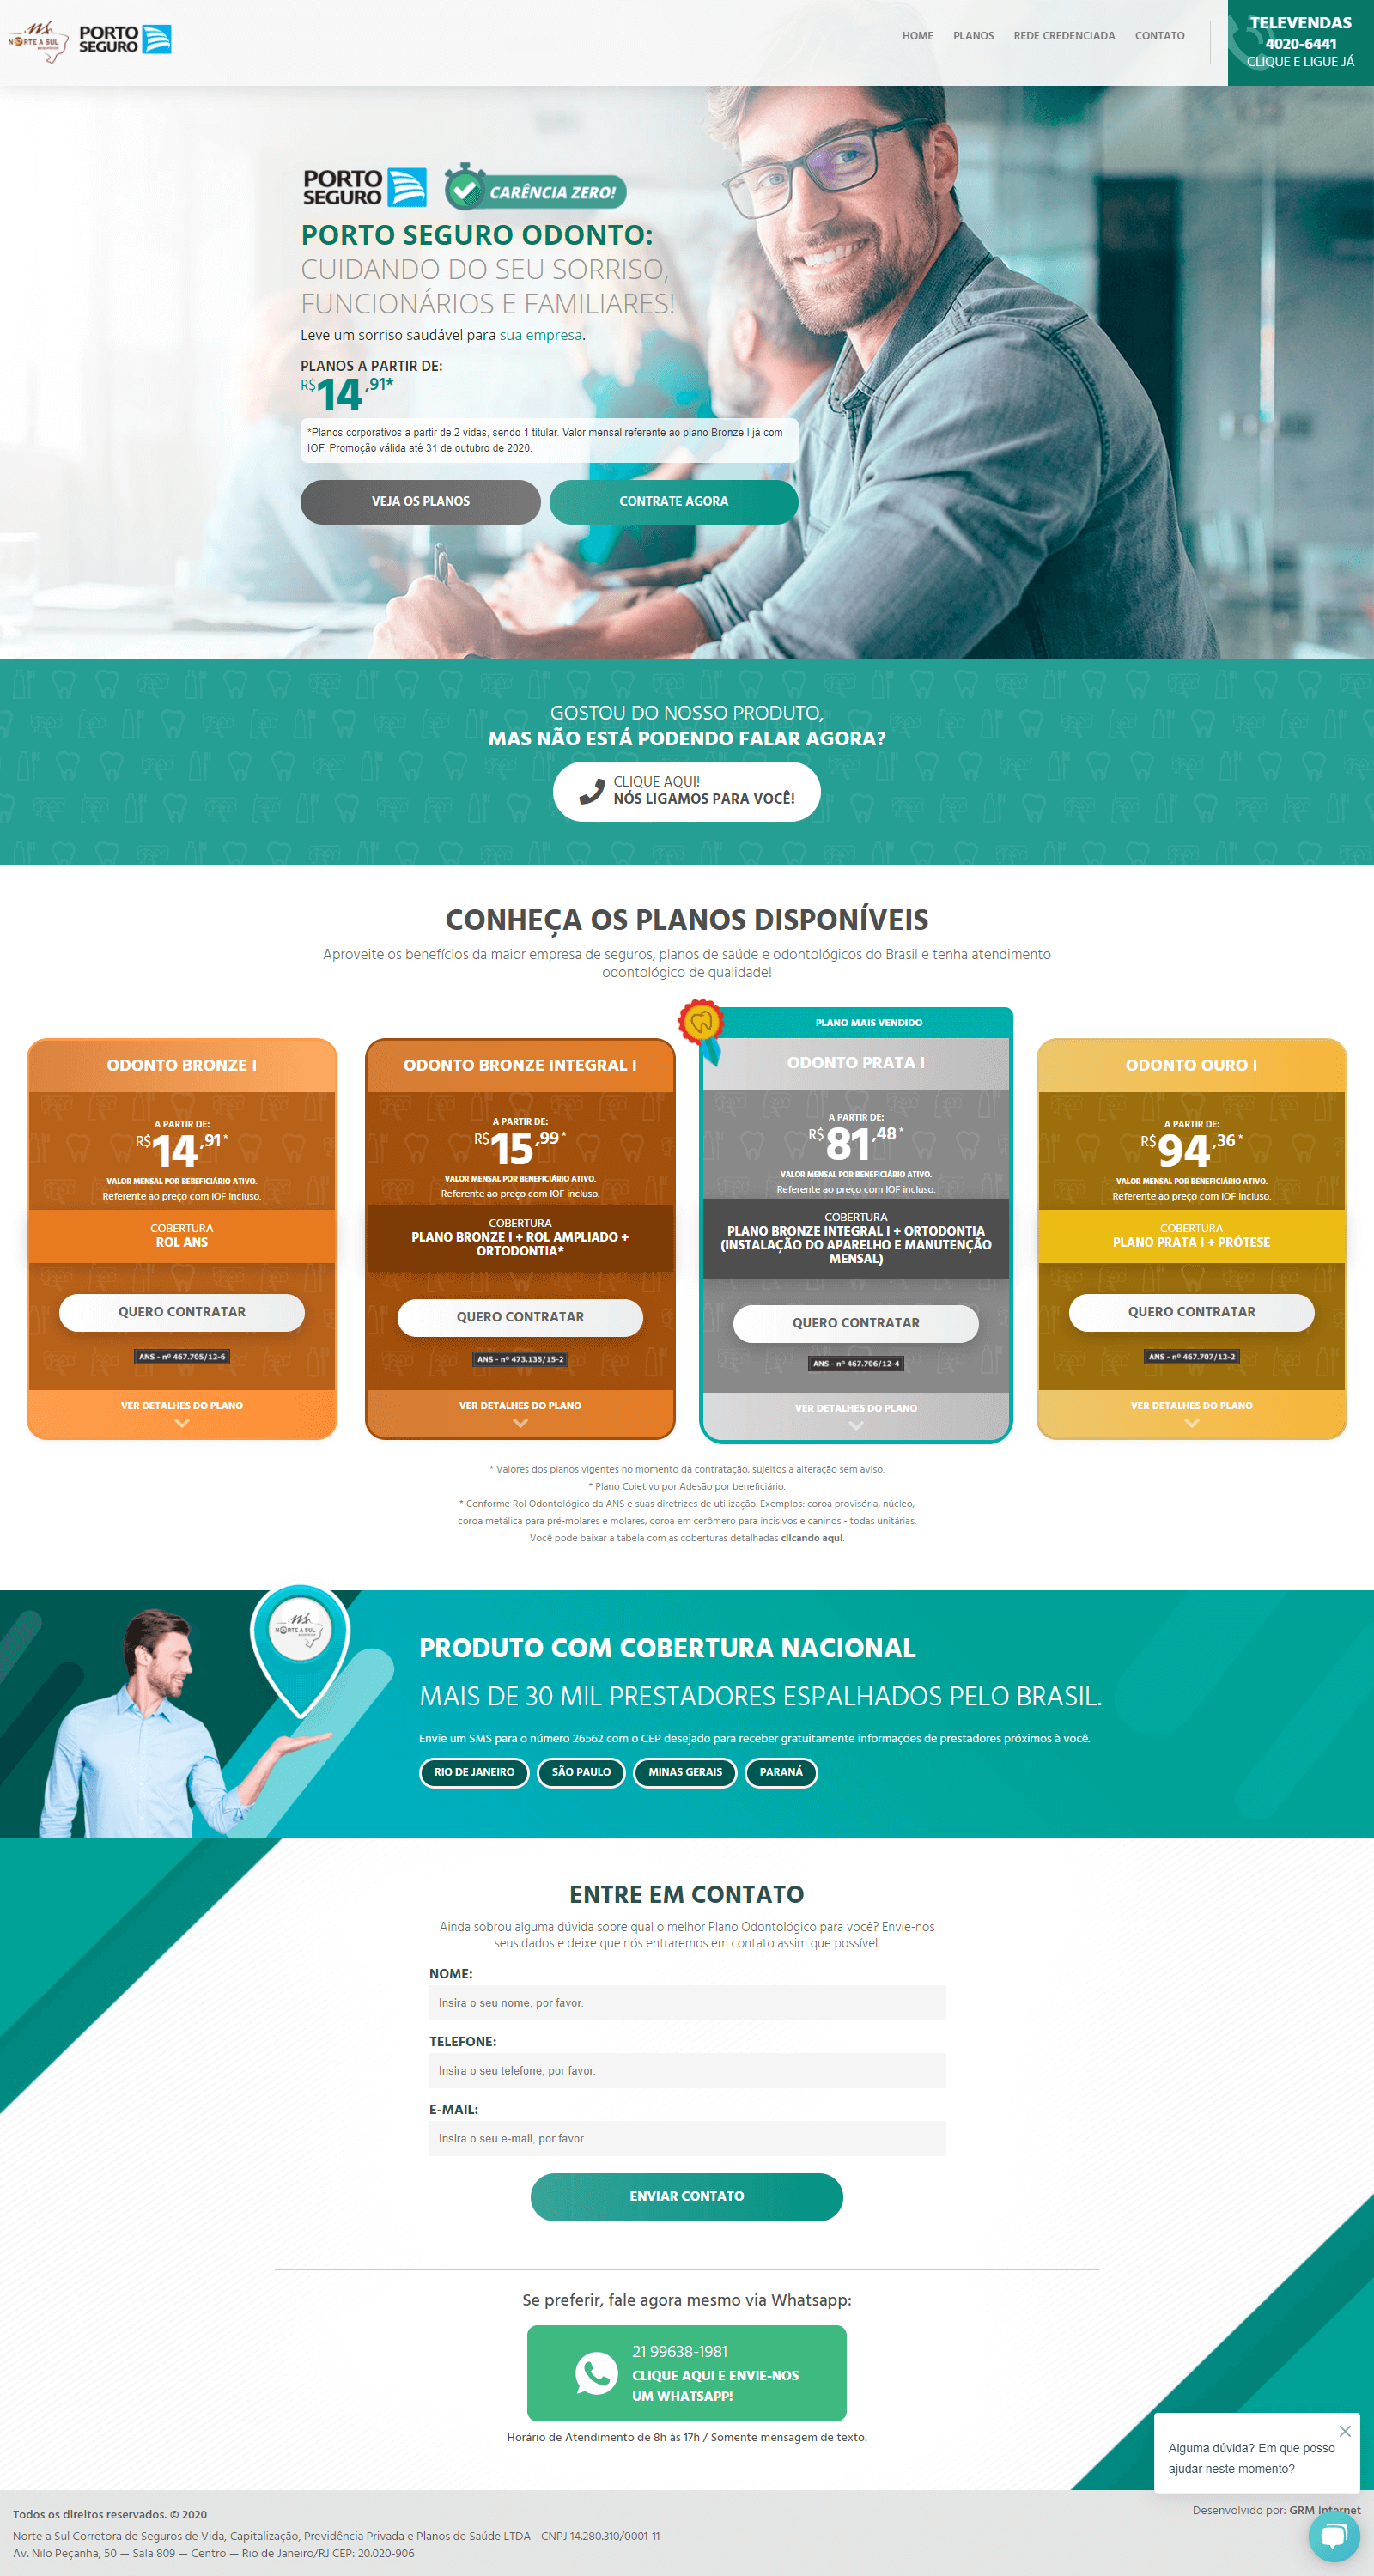 NORTE A SUL
PORTO
SEGURO
HOME
PLANOS
REDE CREDENCIADA
CONTATO
TELEVENDAS
4020-6441
CLIQUE E LIGUE JÁ
PORTO
SEGURO
CARÊNCIA ZERO!
PORTO SEGURO ODONTO:
CUIDANDO DO SEU SORRISO,
FUNCIONÁRIOS E FAMILIARES!
Leve um sorriso saudável para sua empresa.
PLANOS A PARTIR DE:
R$14,91*
*Planos corporativos a partir de 2 vidas, sendo 1 titular. Valor mensal referente ao plano Bronze I já com
IOF. Promoção válida até 31 de outubro de 2020.
VEJA OS PLANOS
CONTRATE AGORA
GOSTOU DO NOSSO PRODUTO,
MAS NÃO ESTÁ PODENDO FALAR AGORA?
CLIQUE AQUI!
NÓS LIGAMOS PARA VOCÊ!
CONHEÇA OS PLANOS DISPONÍVEIS
Aproveite os benefícios da maior empresa de seguros, planos de saúde e odontológicos do Brasil e tenha atendimento
odontológico de qualidade!
ODONTO BRONZE I
A PARTIR DE:
R$14,91*
VALOR MENSAL POR BEBEFICIÁRIO ATIVO.
Referente ao preço com IOF incluso.
COBERTURA
ROL ANS
QUERO CONTRATAR
ANS - nº 467.705/12-6
VER DETALHES DO PLANO
ODONTO BRONZE INTEGRAL I
A PARTIR DE:
R$15,99*
VALOR MENSAL POR BENEFICIÁRIO ATIVO.
Referente ao preço com IOF incluso.
COBERTURA
PLANO BRONZE I + ROL AMPLIADO +
ORTODONTIA*
QUERO CONTRATAR
ANS - nº 473.135/15-2
VER DETALHES DO PLANO
PLANO MAIS VENDIDO
ODONTO PRATA I
A PARTIR DE:
R$81,48*
VALOR MENSAL POR BENEFICIÁRIO ATIVO.
Referente ao preço com IOF incluso.
COBERTURA
PLANO BRONZE INTEGRAL I + ORTODONTIA
(INSTALAÇÃO DO APARELHO E MANUTENÇÃO
MENSAL)
QUERO CONTRATAR
ANS - nº 467.706/12-4
VER DETALHES DO PLANO
ODONTO OURO I
A PARTIR DE:
R$94,36*
VALOR MENSAL POR BENEFICIÁRIO ATIVO.
Referente ao preço com IOF incluso.
COBERTURA
PLANO PRATA I + PRÓTESE
QUERO CONTRATAR
ANS - nº 467.707/12-2
VER DETALHES DO PLANO
* Valores dos planos vigentes no momento da contratação, sujeitos a alteração sem aviso.
* Plano Coletivo por Adesão por beneficiário.
* Conforme Rol Odontológico da ANS e suas diretrizes de utilização. Exemplos: coroa provisória, núcleo,
coroa metálica para pré-molares e molares, coroa em cerômero para incisivos e caninos - todas unitárias.
Você pode baixar a tabela com as coberturas detalhadas clicando aqui.
NORTE A SUL
PRODUTO COM COBERTURA NACIONAL
MAIS DE 30 MIL PRESTADORES ESPALHADOS PELO BRASIL.
Envie um SMS para o número 26562 com o CEP desejado para receber gratuitamente informações de prestadores próximos à você.
RIO DE JANEIRO
SÃO PAULO
MINAS GERAIS
PARANÁ
ENTRE EM CONTATO
Ainda sobrou alguma dúvida sobre qual o melhor Plano Odontológico para você? Envie-nos
seus dados e deixe que nós entraremos em contato assim que possível.
NOME:
Insira o seu nome, por favor.
TELEFONE:
Insira o seu telefone, por favor.
E-MAIL:
Insira o seu e-mail, por favor.
ENVIAR CONTATO
Se preferir, fale agora mesmo via Whatsapp:
21 99638-1981
CLIQUE AQUI E ENVIE-NOS
UM WHATSAPP!
Horário de Atendimento de 8h às 17h / Somente mensagem de texto.
Alguma dúvida? Em que posso
ajudar neste momento?
Todos os direitos reservados. © 2020
Norte a Sul Corretora de Seguros de Vida, Capitalização, Previdência Privada e Planos de Saúde LTDA - CNPJ 14.280.310/0001-11
Av. Nilo Peçanha, 50 — Sala 809 — Centro — Rio de Janeiro/RJ CEP: 20.020-906
Desenvolvido por: GRM Internet